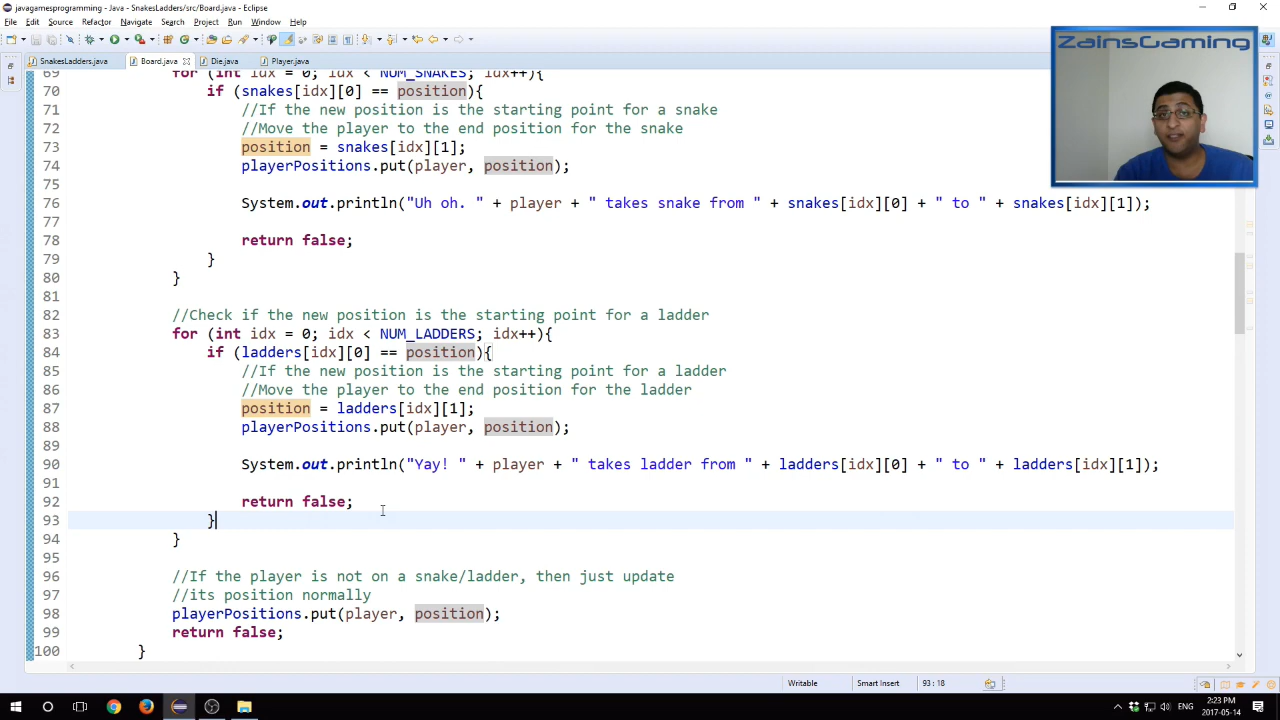 javagamesprogramming - Java - SnakesLadders/src/Board.java - Eclipse
File Edit Source Refactor Navigate Search Project Run Window Help
SnakesLadders.java Board.java Die.java Player.java
ZainsGaming
69 for (int idx = 0; idx < NUM_SNAKES; idx++){
70 if (snakes[idx][0] == position){
71 //If the new position is the starting point for a snake
72 //Move the player to the end position for the snake
73 position = snakes[idx][1];
74 playerPositions.put(player, position);
75
76 System.out.println("Uh oh. " + player + " takes snake from " + snakes[idx][0] + " to " + snakes[idx][1]);
77
78 return false;
79 }
80 }
81
82 //Check if the new position is the starting point for a ladder
83 for (int idx = 0; idx < NUM_LADDERS; idx++){
84 if (ladders[idx][0] == position){
85 //If the new position is the starting point for a ladder
86 //Move the player to the end position for the ladder
87 position = ladders[idx][1];
88 playerPositions.put(player, position);
89
90 System.out.println("Yay! " + player + " takes ladder from " + ladders[idx][0] + " to " + ladders[idx][1]);
91
92 return false;
93 }
94 }
95
96 //If the player is not on a snake/ladder, then just update
97 //its position normally
98 playerPositions.put(player, position);
99 return false;
100 }
Writable Smart Insert 93 : 18
ENG 2:23 PM
2017-05-14